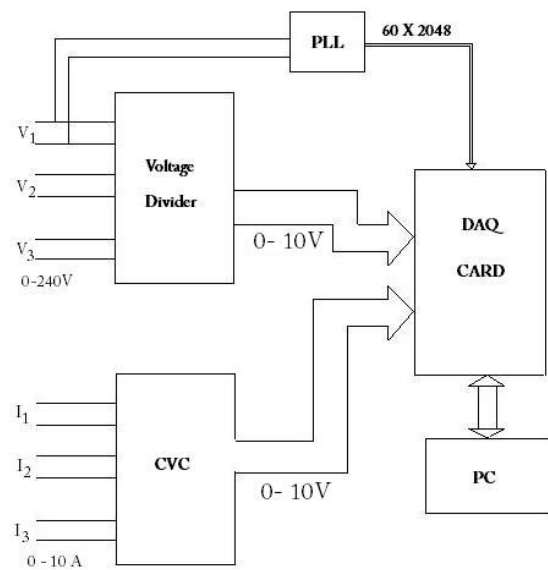 60 X 2048
PLL
V1
Voltage
Divider
V2
V3
0-240V
0- 10V
DAQ
CARD
I1
CVC
I2
0- 10V
PC
I3
0 - 10 A